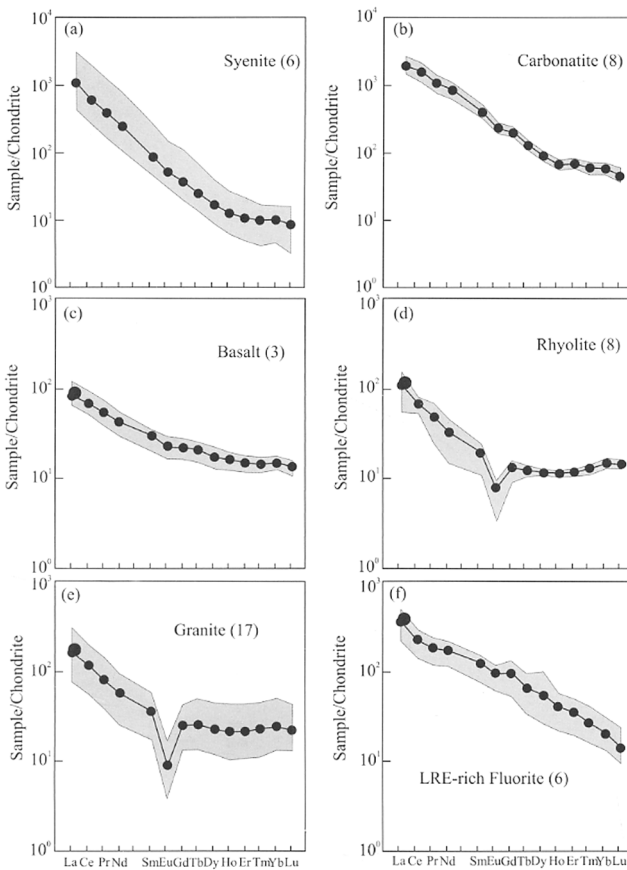 (a)
Syenite (6)
Sample/Chondrite
10⁴
10³
10²
10¹
10⁰
(b)
Carbonatite (8)
Sample/Chondrite
10⁴
10³
10²
10¹
10⁰
(c)
Basalt (3)
Sample/Chondrite
10³
10²
10¹
10⁰
(d)
Rhyolite (8)
Sample/Chondrite
10³
10²
10¹
10⁰
(e)
Granite (17)
Sample/Chondrite
10³
10²
10¹
10⁰
La Ce Pr Nd Sm Eu Gd Tb Dy Ho Er Tm Yb Lu
(f)
LRE-rich Fluorite (6)
Sample/Chondrite
10³
10²
10¹
10⁰
La Ce Pr Nd Sm Eu Gd Tb Dy Ho Er Tm Yb Lu